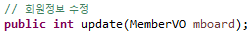 // 회원정보 수정
public int update(MemberVO mboard);